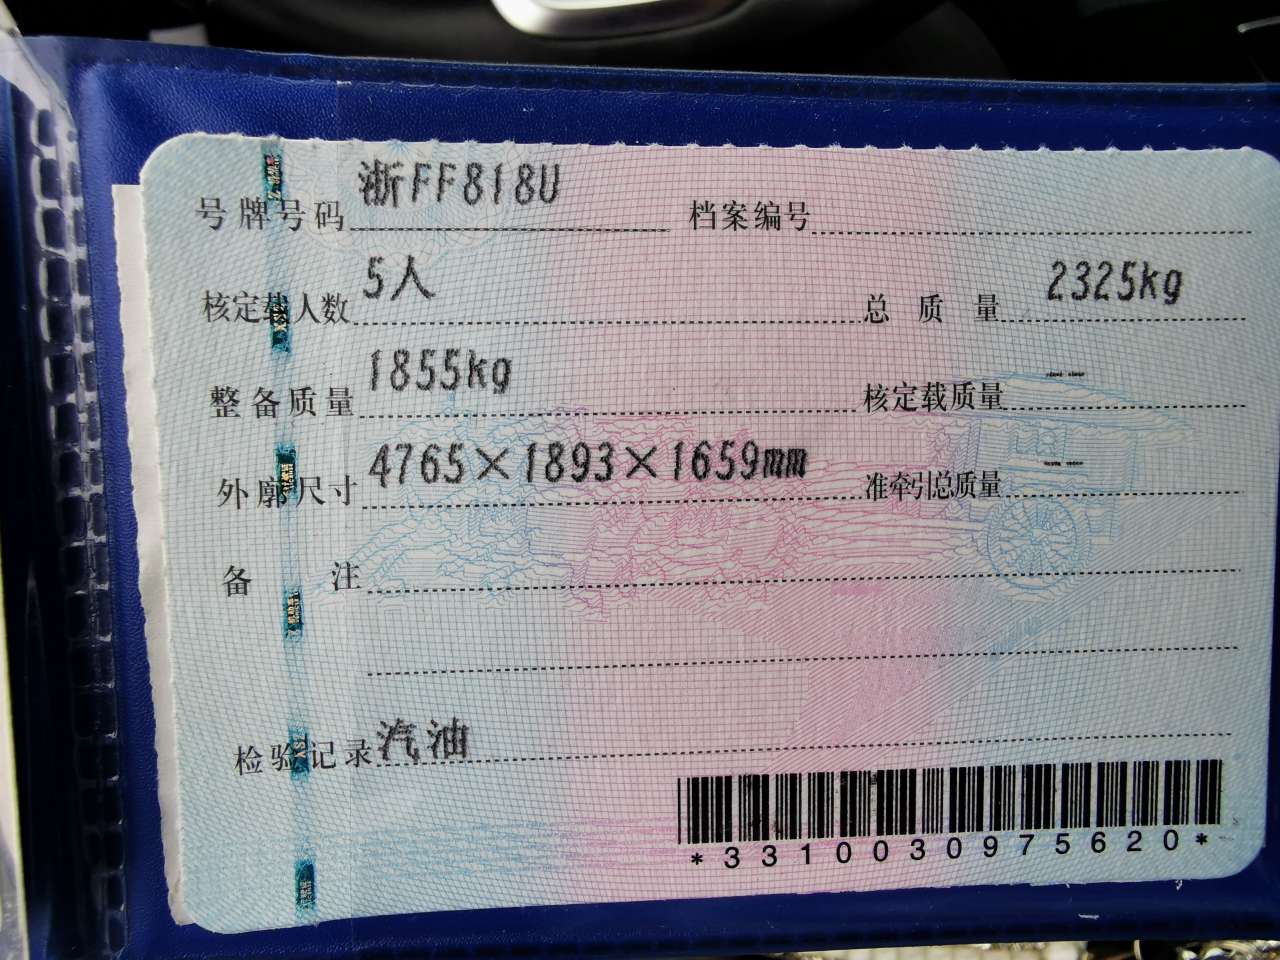 号牌号码 浙FF818U 档案编号
核定载人数 5人 总质量 2325kg
整备质量 1855kg 核定载质量 -- --
外廓尺寸 4765×1893×1659mm 准牵引总质量 -- --
备注
检验记录 汽油
*3310030975620*